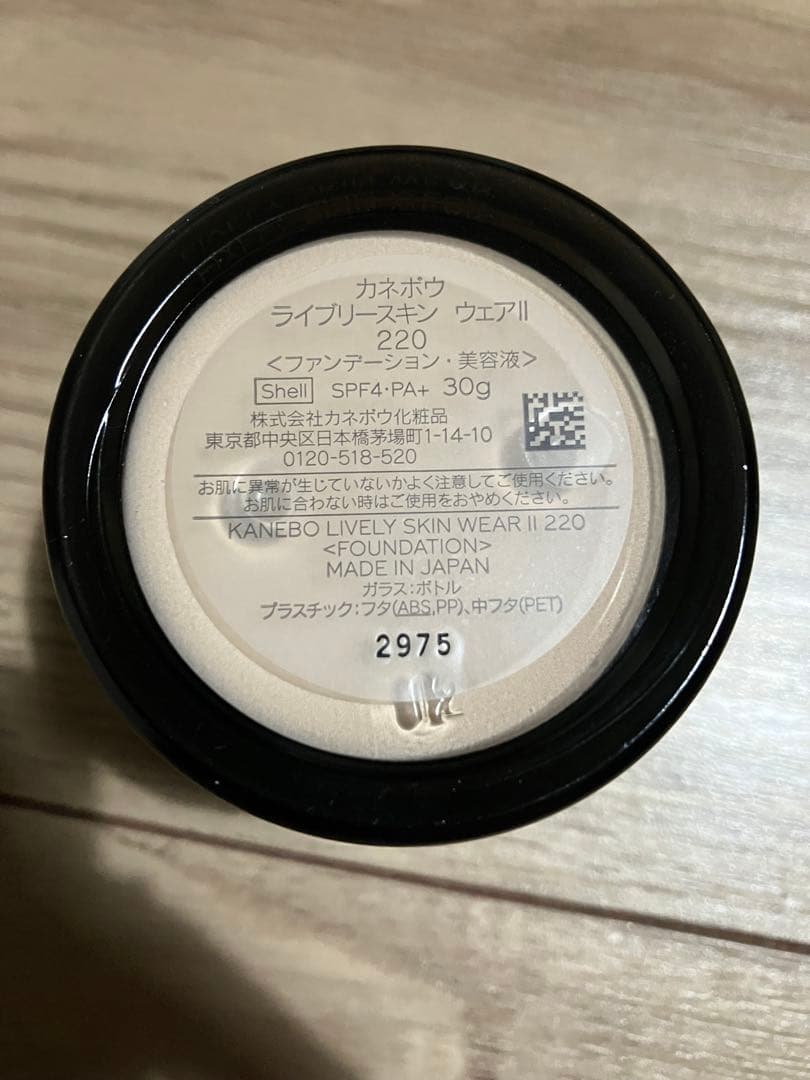 カネボウ
ライブリースキン ウェアII
220
<ファンデーション・美容液>
Shell SPF4・PA+ 30g
株式会社カネボウ化粧品
東京都中央区日本橋茅場町1-14-10
0120-518-520
お肌に異常が生じていないかよく注意してご使用ください。
お肌に合わない時はご使用をおやめください。
KANEBO LIVELY SKIN WEAR II 220
<FOUNDATION>
MADE IN JAPAN
ガラス:ボトル
プラスチック:フタ(ABS,PP)、中フタ(PET)
2975